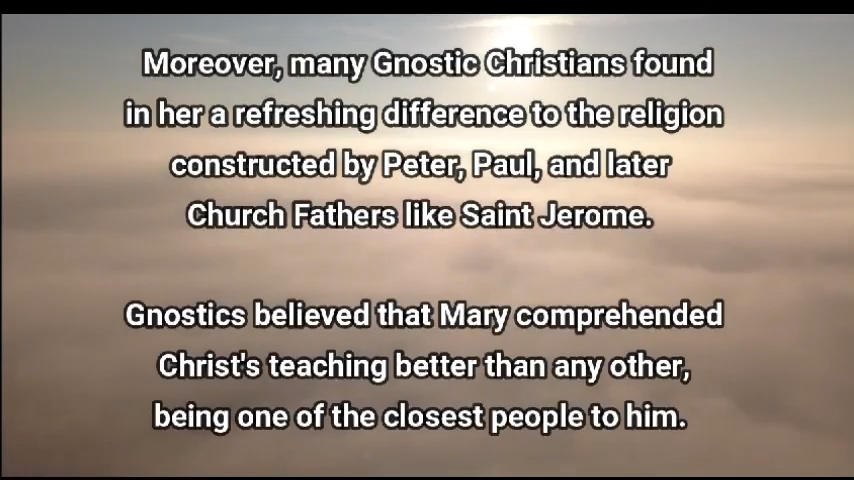 Moreover, many Gnostic Christians found
in her a refreshing difference to the religion
constructed by Peter, Paul, and later
Church Fathers like Saint Jerome.
Gnostics believed that Mary comprehended
Christ's teaching better than any other,
being one of the closest people to him.